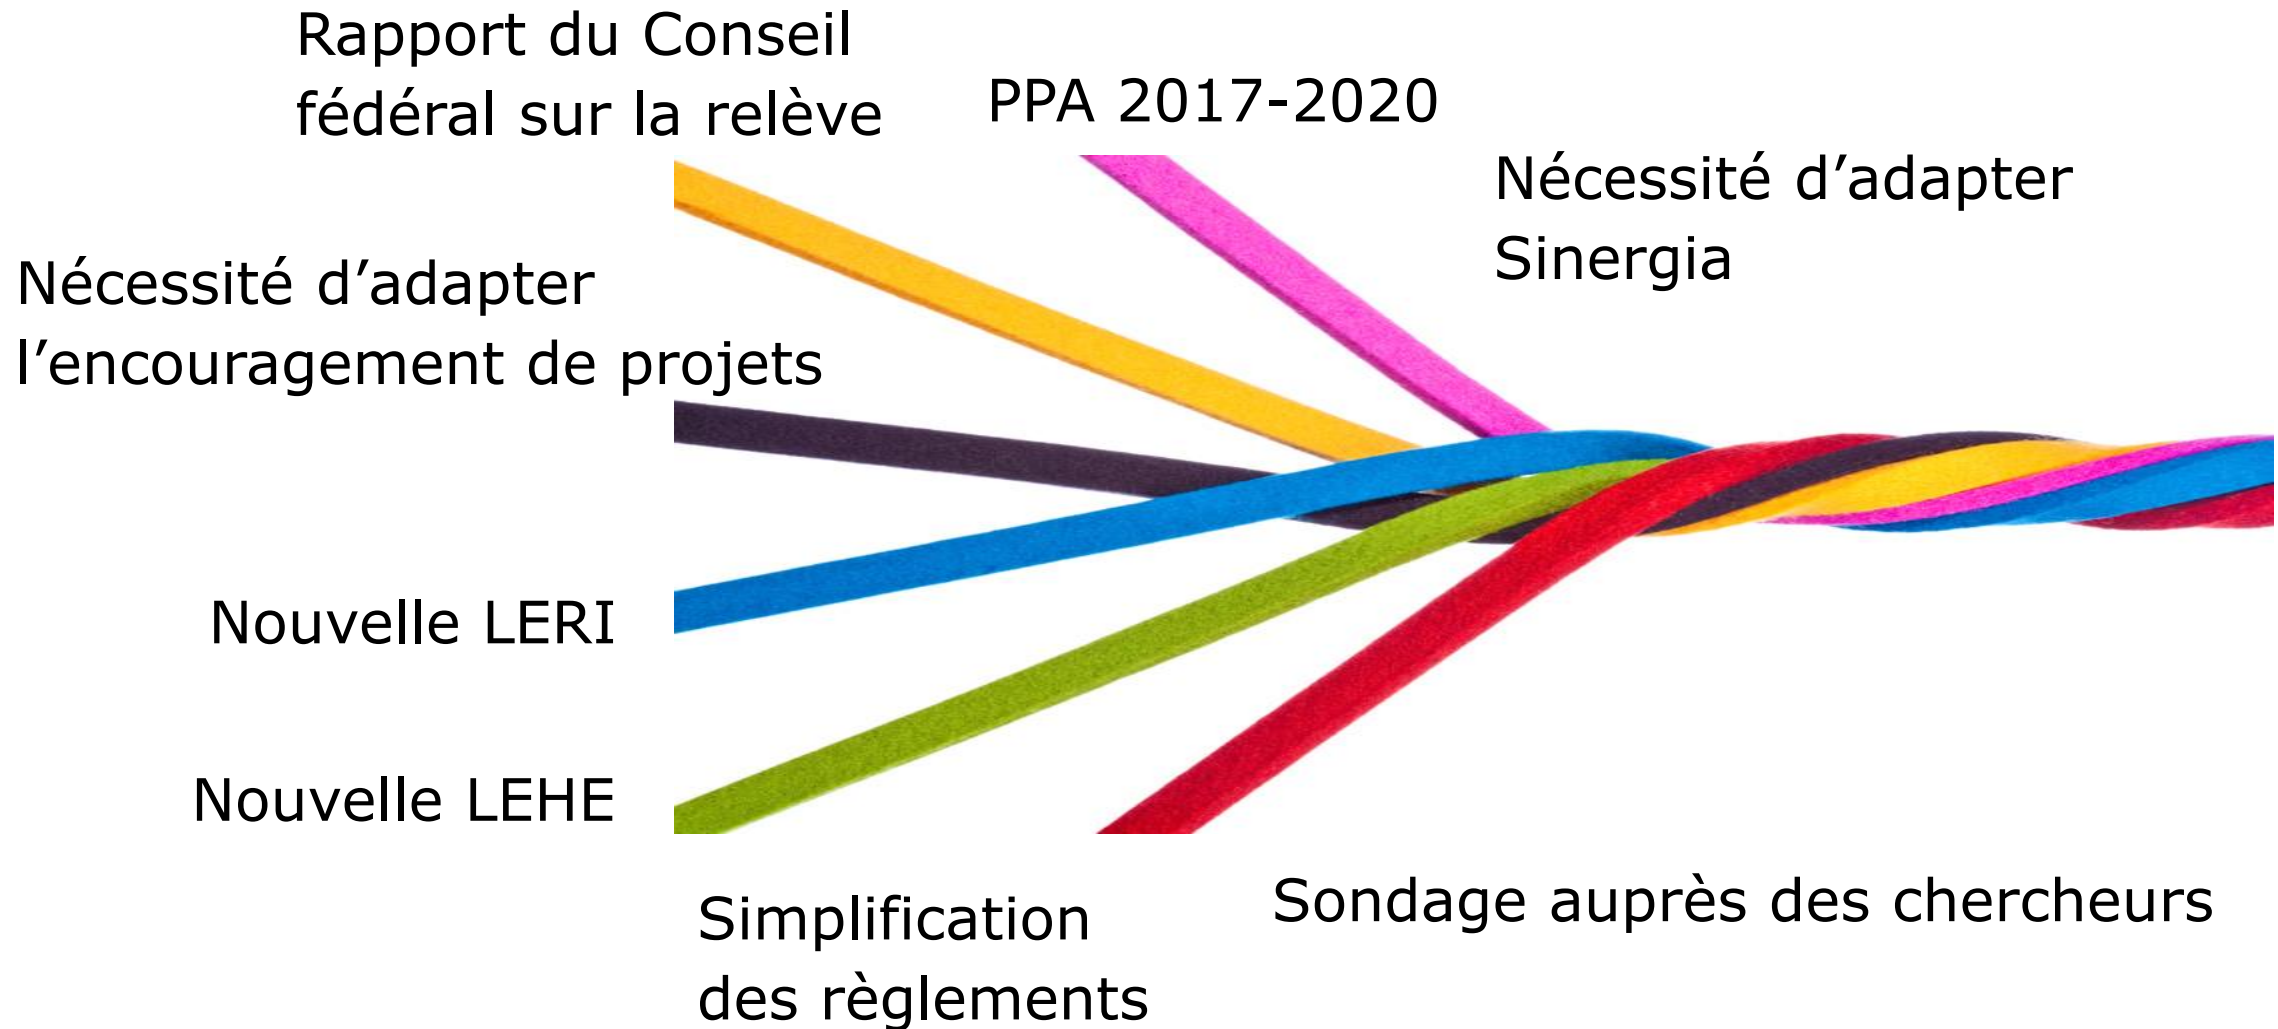 Rapport du Conseil
fédéral sur la relève
PPA 2017-2020
Nécessité d’adapter
Sinergia
Nécessité d’adapter
l’encouragement de projets
Nouvelle LERI
Nouvelle LEHE
Simplification
des règlements
Sondage auprès des chercheurs